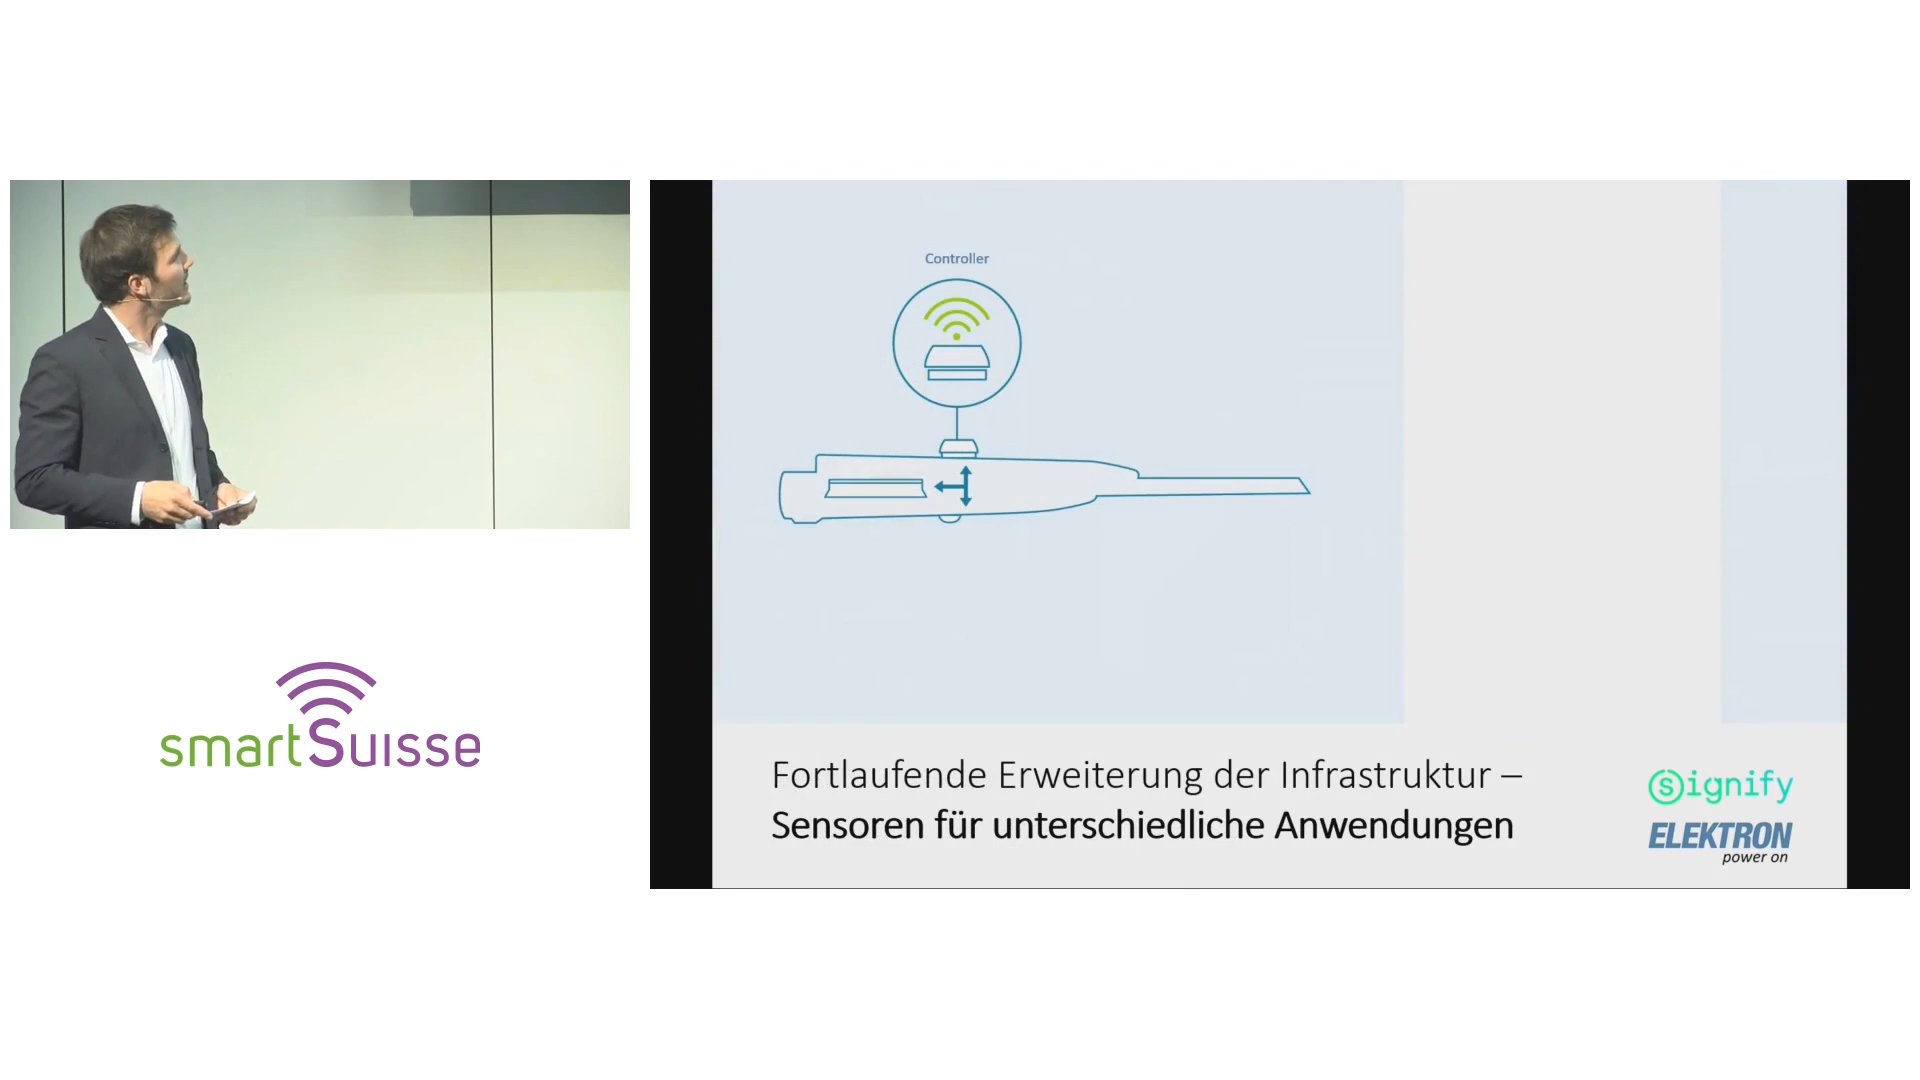 Controller
smartSuisse
Fortlaufende Erweiterung der Infrastruktur –
Sensoren für unterschiedliche Anwendungen
signify
ELEKTRON
power on